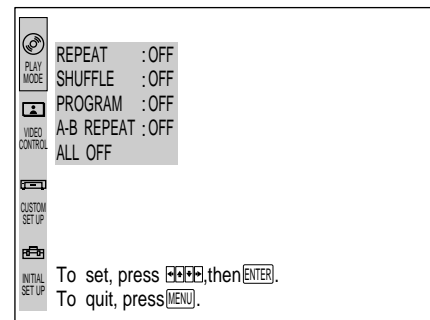 PLAY
MODE
REPEAT :OFF
SHUFFLE :OFF
PROGRAM :OFF
A-B REPEAT :OFF
ALL OFF
VIDEO
CONTROL
CUSTOM
SET UP
INITIAL
SET UP
To set, press ←↑↓→,then ENTER.
To quit, press MENU.